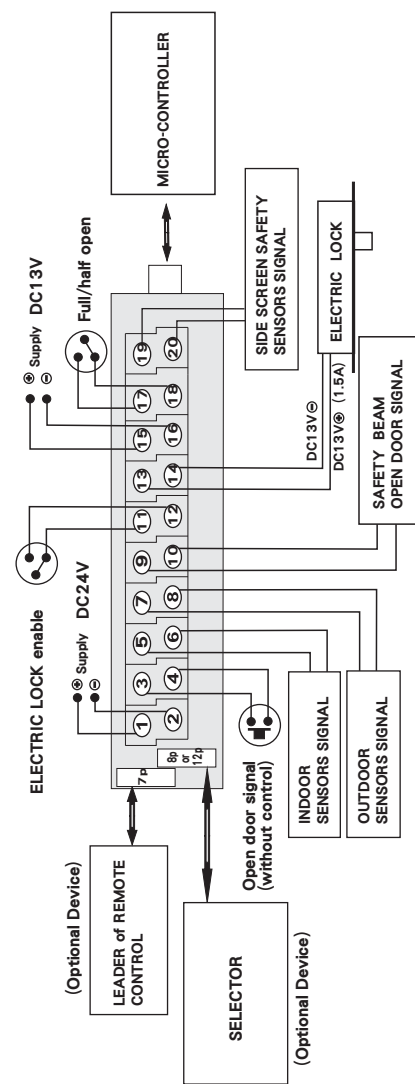 ELECTRIC LOCK enable
⊕ Supply DC13V
⊖
Full/half open
⊕ Supply DC24V
⊖
(Optional Device)
LEADER of REMOTE
CONTROL
7p
8p
or
12p
1 3 5 7 9 11 13 15 17 19
2 4 6 8 10 12 14 16 18 20
MICRO-CONTROLLER
SELECTOR
(Optional Device)
Open door signal
(without control)
INDOOR
SENSORS SIGNAL
OUTDOOR
SENSORS SIGNAL
SAFETY BEAM
OPEN DOOR SIGNAL
DC13V⊖
DC13V⊕ (1.5A)
SIDE SCREEN SAFETY
SENSORS SIGNAL
ELECTRIC LOCK